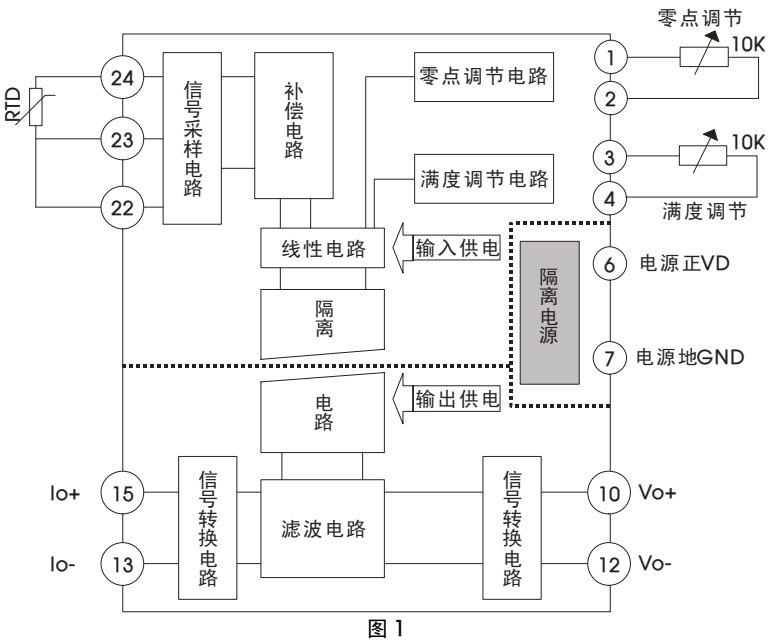 零点调节
10K
1
2
24
RTD
23
22
信号采样电路
补偿电路
零点调节电路
满度调节电路
3
10K
4
满度调节
线性电路
输入供电
6
电源正VD
隔离电源
隔离
7
电源地GND
电路
输出供电
Io+
15
信号转换电路
滤波电路
信号转换电路
10
Vo+
Io-
13
12
Vo-
图 1